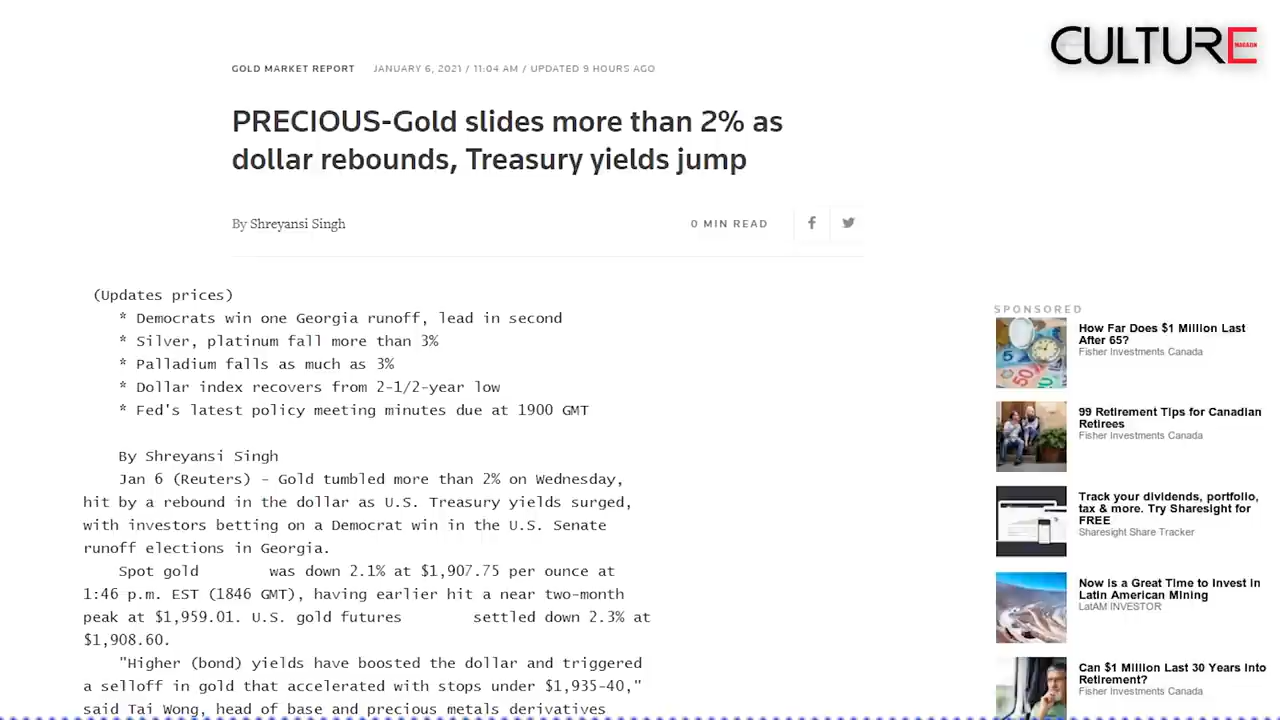 CULTURE
MAGAZIN
GOLD MARKET REPORT JANUARY 6, 2021 / 11:04 AM / UPDATED 9 HOURS AGO
PRECIOUS-Gold slides more than 2% as
dollar rebounds, Treasury yields jump
By Shreyansi Singh
0 MIN READ
(Updates prices)
* Democrats win one Georgia runoff, lead in second
* Silver, platinum fall more than 3%
* Palladium falls as much as 3%
* Dollar index recovers from 2-1/2-year low
* Fed's latest policy meeting minutes due at 1900 GMT
By Shreyansi Singh
Jan 6 (Reuters) - Gold tumbled more than 2% on Wednesday,
hit by a rebound in the dollar as U.S. Treasury yields surged,
with investors betting on a Democrat win in the U.S. Senate
runoff elections in Georgia.
Spot gold was down 2.1% at $1,907.75 per ounce at
1:46 p.m. EST (1846 GMT), having earlier hit a near two-month
peak at $1,959.01. U.S. gold futures settled down 2.3% at
$1,908.60.
"Higher (bond) yields have boosted the dollar and triggered
a selloff in gold that accelerated with stops under $1,935-40,"
said Tai Wong, head of base and precious metals derivatives
SPONSORED
How Far Does $1 Million Last
After 65?
Fisher Investments Canada
99 Retirement Tips for Canadian
Retirees
Fisher Investments Canada
Track your dividends, portfolio,
tax & more. Try Sharesight for
FREE
Sharesight Share Tracker
Now is a Great Time to Invest in
Latin American Mining
LatAM INVESTOR
Can $1 Million Last 30 Years Into
Retirement?
Fisher Investments Canada